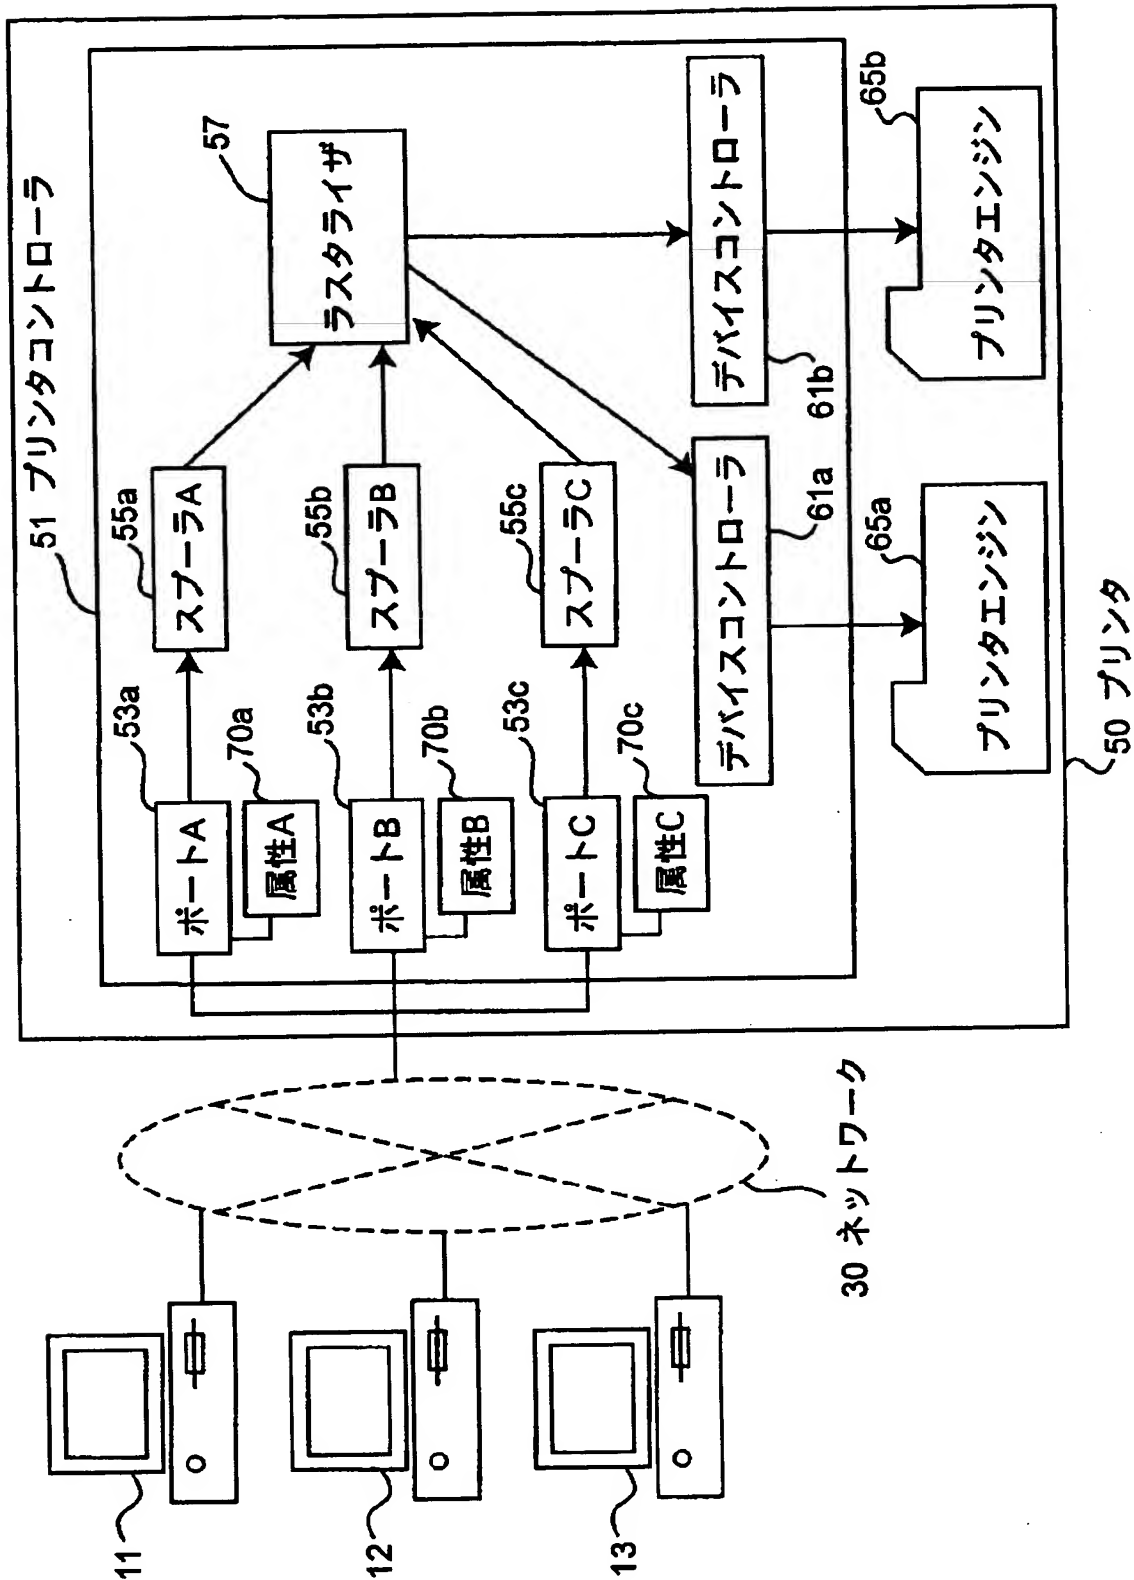 51 プリンタコントローラ
57
ラスタライザ
55a
スプーラA
55b
スプーラB
55c
スプーラC
53a
ポートA
70a
属性A
53b
ポートB
70b
属性B
53c
ポートC
70c
属性C
デバイスコントローラ
61a
デバイスコントローラ
61b
65a
プリンタエンジン
65b
プリンタエンジン
50 プリンタ
30 ネットワーク
11
12
13